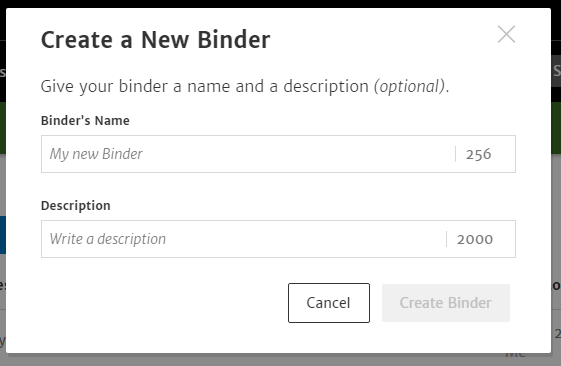 Create a New Binder
Give your binder a name and a description (optional).
Binder's Name
My new Binder
256
Description
Write a description
2000
Cancel
Create Binder